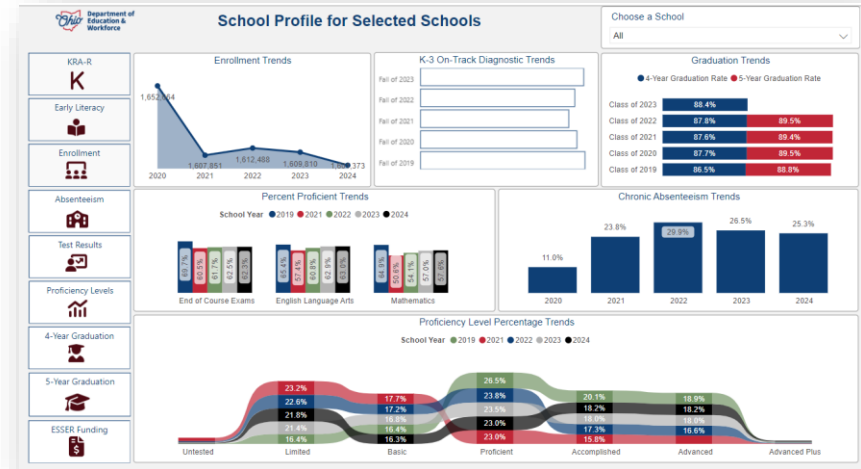 Ohio
Department of
Education &
Workforce
School Profile for Selected Schools
Choose a School
All
KRA-R
K
Early Literacy
Enrollment
Absenteeism
Test Results
Proficiency Levels
4-Year Graduation
5-Year Graduation
ESSER Funding
$
Enrollment Trends
1,607,851
1,612,488
1,609,810
2020 2021 2022 2023 2024
K-3 On-Track Diagnostic Trends
Fall of 2023
Fall of 2022
Fall of 2021
Fall of 2020
Fall of 2019
Graduation Trends
4-Year Graduation Rate 5-Year Graduation Rate
Class of 2023 88.4%
Class of 2022 87.8% 89.5%
Class of 2021 87.6% 89.4%
Class of 2020 87.7% 89.5%
Class of 2019 86.5% 88.8%
Percent Proficient Trends
School Year 2019 2021 2022 2023 2024
69.7% 60.5% 61.7% 62.5% 62.3% 65.4% 57.4% 60.8% 62.9% 63.0% 64.9% 50.8% 54.1% 57.0% 57.6%
End of Course Exams English Language Arts Mathematics
Chronic Absenteeism Trends
11.0% 23.8% 29.9% 26.5% 25.3%
2020 2021 2022 2023 2024
Proficiency Level Percentage Trends
School Year 2019 2021 2022 2023 2024
23.2% 17.7% 26.5% 20.1% 18.9%
22.6% 17.2% 23.8% 18.2% 18.2%
21.8% 16.8% 23.5% 18.0% 18.0%
21.4% 16.4% 23.0% 17.3% 16.6%
16.4% 16.3% 23.0% 15.8%
Untested Limited Basic Proficient Accomplished Advanced Advanced Plus